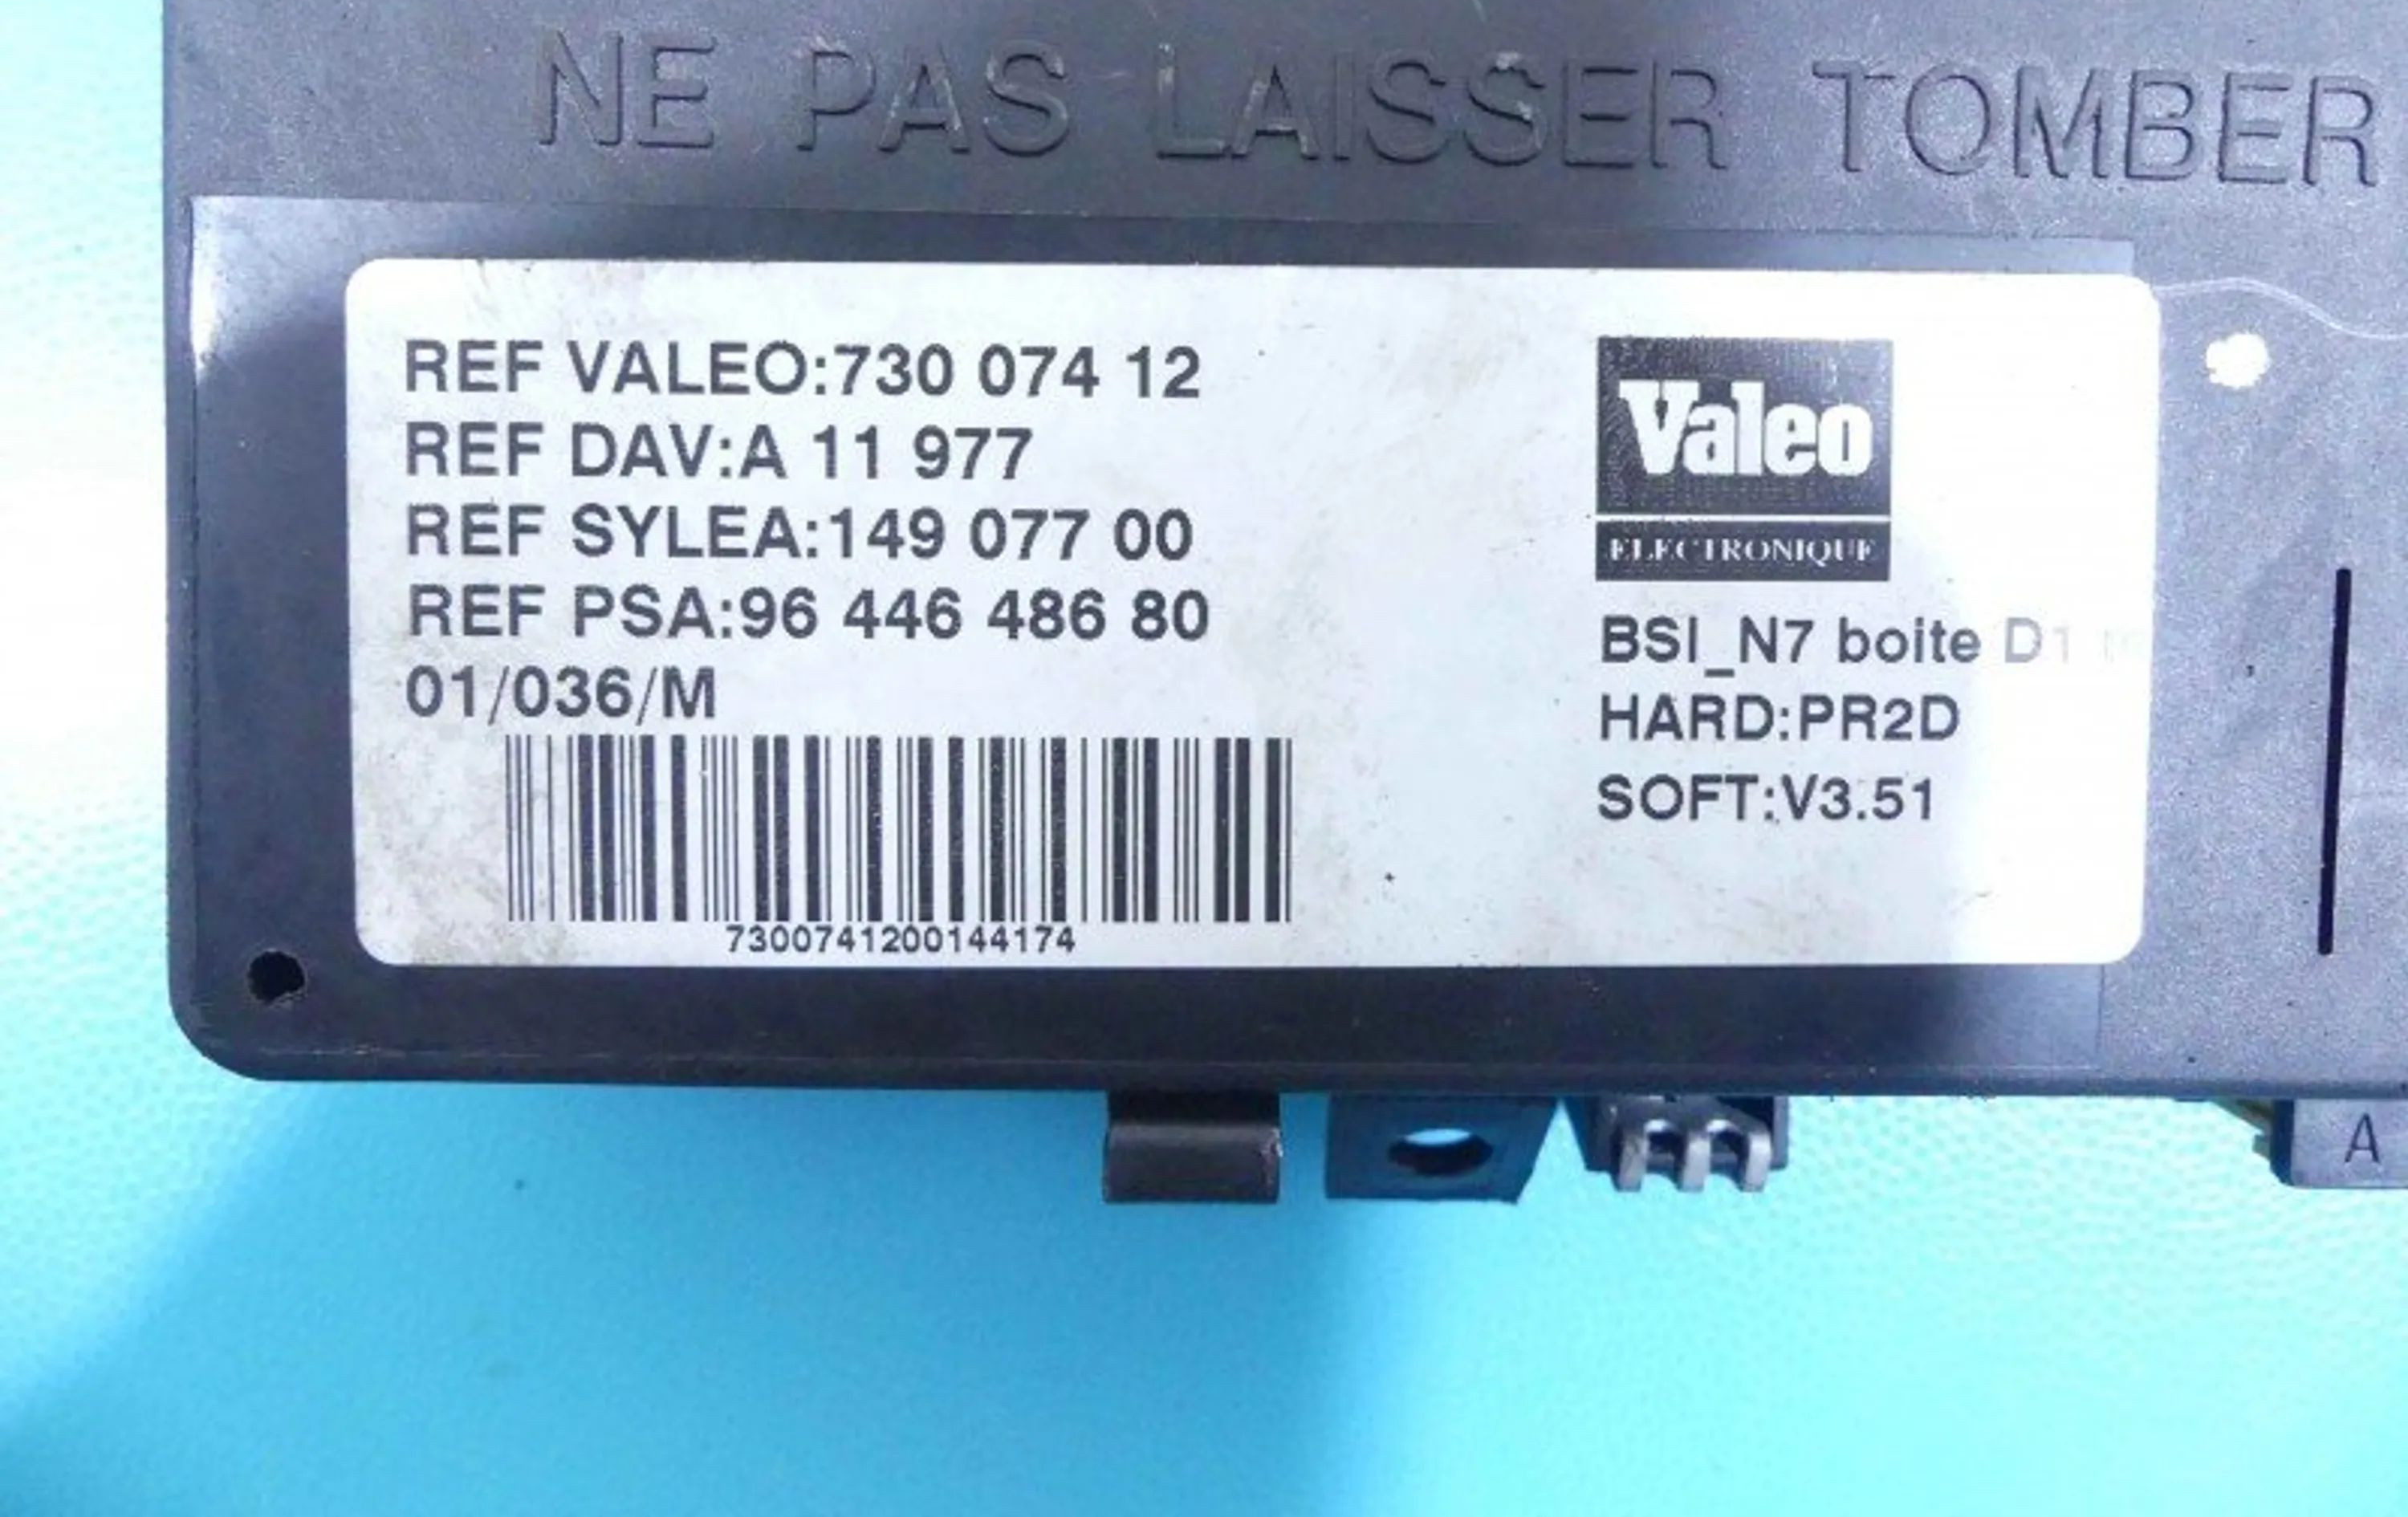 NE PAS LAISSER TOMBER
REF VALEO:730 074 12
REF DAV:A 11 977
REF SYLEA:149 077 00
REF PSA:96 446 486 80
01/036/M
7300741200144174
Valeo
ELECTRONIQUE
BSI_N7 boite D1
HARD:PR2D
SOFT:V3.51
A